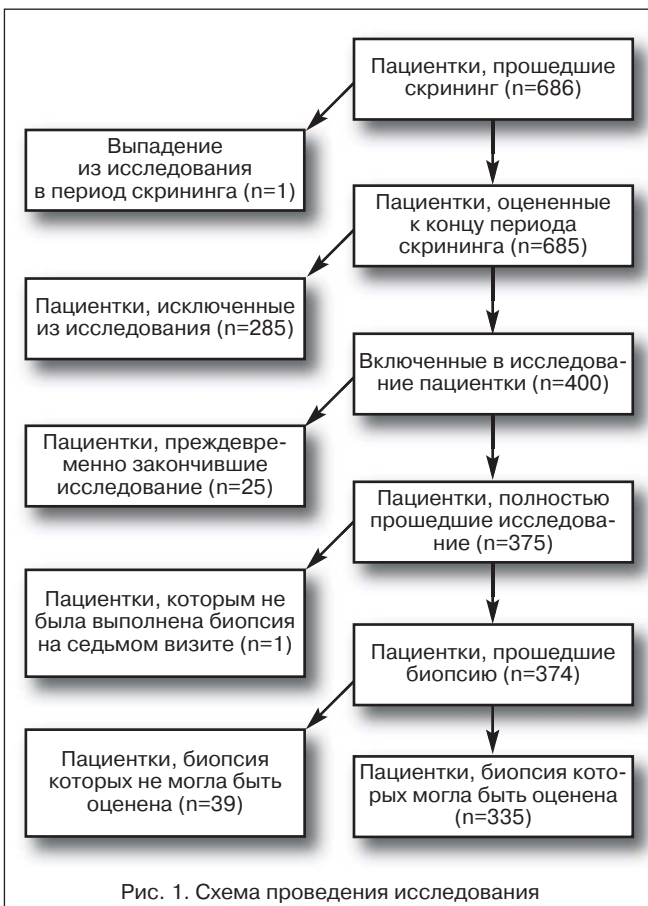 Пациентки, прошедшие
скрининг (n=686)
Выпадение
из исследования
в период скрининга (n=1)
Пациентки, оцененные
к концу периода
скрининга (n=685)
Пациентки, исключенные
из исследования (n=285)
Включенные в исследова-
ние пациентки (n=400)
Пациентки, преждевре-
менно закончившие
исследование (n=25)
Пациентки, полностью
прошедшие исследова-
ние (n=375)
Пациентки, которым не
была выполнена биопсия
на седьмом визите (n=1)
Пациентки, прошедшие
биопсию (n=374)
Пациентки, биопсия
которых не могла быть
оценена (n=39)
Пациентки, биопсия кото-
рых могла быть оценена
(n=335)
Рис. 1. Схема проведения исследования